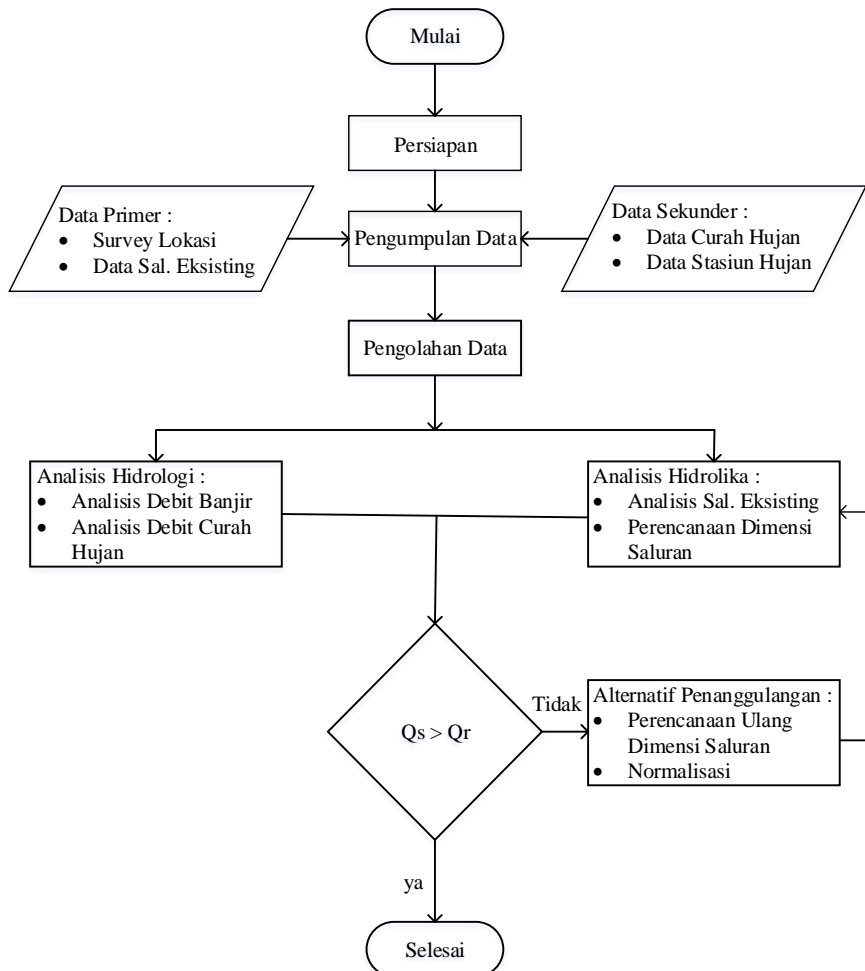 Mulai
Persiapan
Data Primer :
• Survey Lokasi
• Data Sal. Eksisting
Pengumpulan Data
Data Sekunder :
• Data Curah Hujan
• Data Stasiun Hujan
Pengolahan Data
Analisis Hidrologi :
• Analisis Debit Banjir
• Analisis Debit Curah
Hujan
Analisis Hidrolika :
• Analisis Sal. Eksisting
• Perencanaan Dimensi
Saluran
Qs > Qr
Tidak
Alternatif Penanggulangan :
• Perencanaan Ulang
Dimensi Saluran
• Normalisasi
ya
Selesai